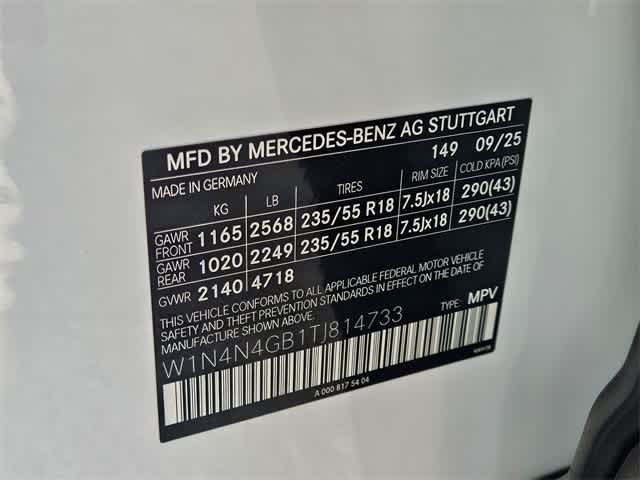 MFD BY MERCEDES-BENZ AG STUTTGART
149 09/25
MADE IN GERMANY
KG LB TIRES RIM SIZE COLD KPA(PSI)
GAWR FRONT 1165 2568 235/55 R18 7.5Jx18 290(43)
GAWR REAR 1020 2249 235/55 R18 7.5Jx18 290(43)
GVWR 2140 4718
THIS VEHICLE CONFORMS TO ALL APPLICABLE FEDERAL MOTOR VEHICLE
SAFETY AND THEFT PREVENTION STANDARDS IN EFFECT ON THE DATE OF
MANUFACTURE SHOWN ABOVE.
W1N4N4GB1TJ814733 TYPE: MPV
A 000 817 54 04